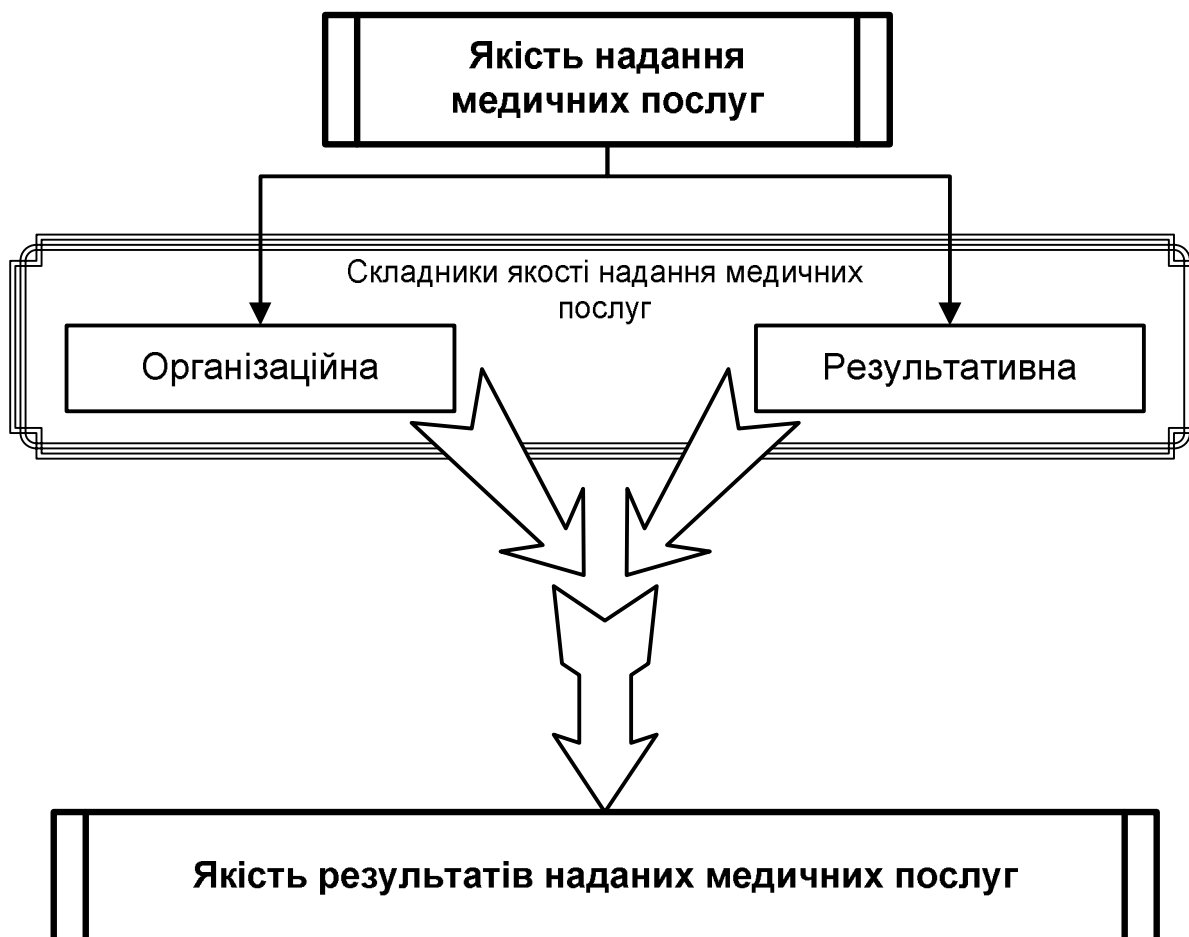 Якість надання
медичних послуг
Складники якості надання медичних
послуг
Організаційна
Результативна
Якість результатів наданих медичних послуг